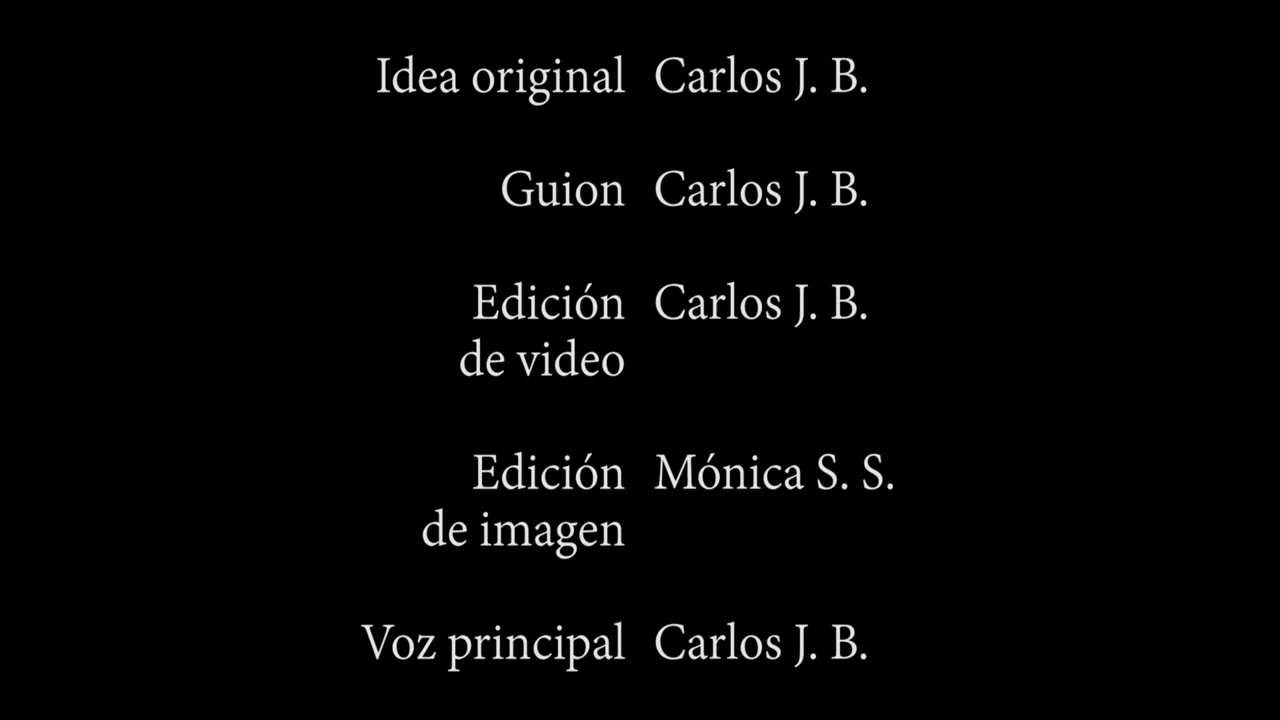 Idea original Carlos J. B.
Guion Carlos J. B.
Edición Carlos J. B.
de video
Edición Mónica S. S.
de imagen
Voz principal Carlos J. B.